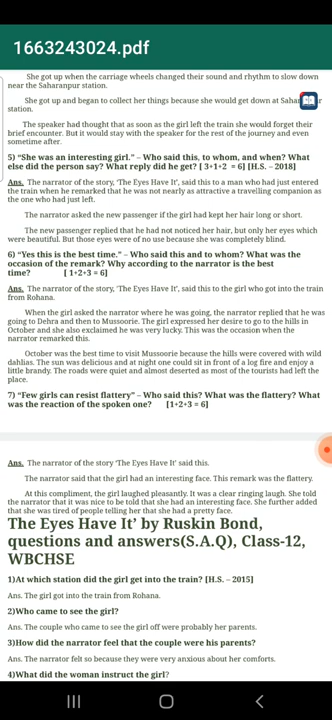 1663243024.pdf
She got up when the carriage wheels changed their sound and rhythm to slow down
near the Saharanpur station.
She got up and began to collect her things because she would get down at Sahar r
station.
The speaker had thought that as soon as the girl left the train she would forget their
brief encounter. But it would stay with the speaker for the rest of the journey and even
sometime after.
5) “She was an interesting girl.” – Who said this, to whom, and when? What
else did the person say? What reply did he get? [ 3+1+2 = 6] [H.S. – 2018]
Ans. The narrator of the story, ‘The Eyes Have It’, said this to a man who had just entered
the train when he remarked that he was not nearly as attractive a travelling companion as
the one who had just left.
The narrator asked the new passenger if the girl had kept her hair long or short.
The new passenger replied that he had not noticed her hair, but only her eyes which
were beautiful. But those eyes were of no use because she was completely blind.
6) “Yes this is the best time.” – Who said this and to whom? What was the
occasion of the remark? Why according to the narrator is the best
time? [ 1+2+3 = 6]
Ans. The narrator of the story, ‘The Eyes Have It’, said this to the girl who got into the train
from Rohana.
When the girl asked the narrator where he was going, the narrator replied that he was
going to Dehra and then to Mussoorie. The girl expressed her desire to go to the hills in
October and she also exclaimed he was very lucky. This was the occasion when the
narrator remarked this.
October was the best time to visit Mussoorie because the hills were covered with wild
dahlias. The sun was delicious and at night one could sit in front of a log fire and enjoy a
little brandy. The roads were quiet and almost deserted as most of the tourists had left the
place.
7) “Few girls can resist flattery” – Who said this? What was the flattery? What
was the reaction of the spoken one? [1+2+3 = 6]
Ans. The narrator of the story ‘The Eyes Have It’ said this.
The narrator said that the girl had an interesting face. This remark was the flattery.
At this compliment, the girl laughed pleasantly. It was a clear ringing laugh. She told
the narrator that it was nice to be told that she had an interesting face. She further added
that she was tired of people telling her that she had a pretty face.
The Eyes Have It’ by Ruskin Bond,
questions and answers(S.A.Q), Class-12,
WBCHSE
1)At which station did the girl get into the train? [H.S. – 2015]
Ans. The girl got into the train from Rohana.
2)Who came to see the girl?
Ans. The couple who came to see the girl off were probably her parents.
3)How did the narrator feel that the couple were his parents?
Ans. The narrator felt so because they were very anxious about her comforts.
4)What did the woman instruct the girl?